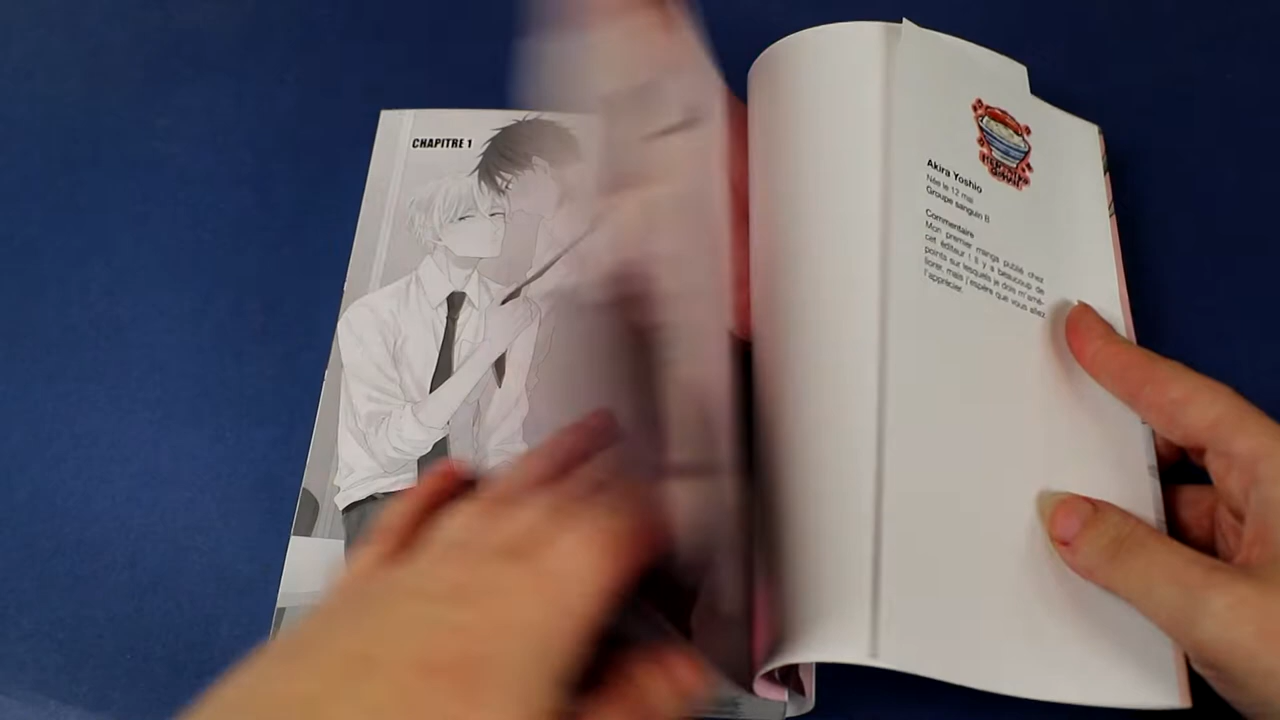 CHAPITRE 1
Akira Yoshio
Née le 12 mai
Groupe sanguin B
Commentaire
Mon premier manga publié chez
cet éditeur ! Il y a beaucoup de
points sur lesquels je dois m'amé-
liorer, mais j'espère que vous allez
l'apprécier.